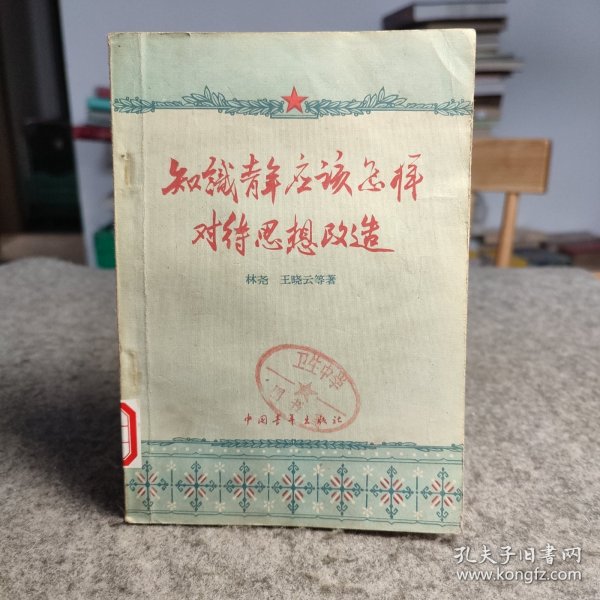 知識青年应该怎样
对待思想改造
林尧 王晓云等著
卫生中学
中国青年出版社
孔夫子旧书网
www.kongfz.com